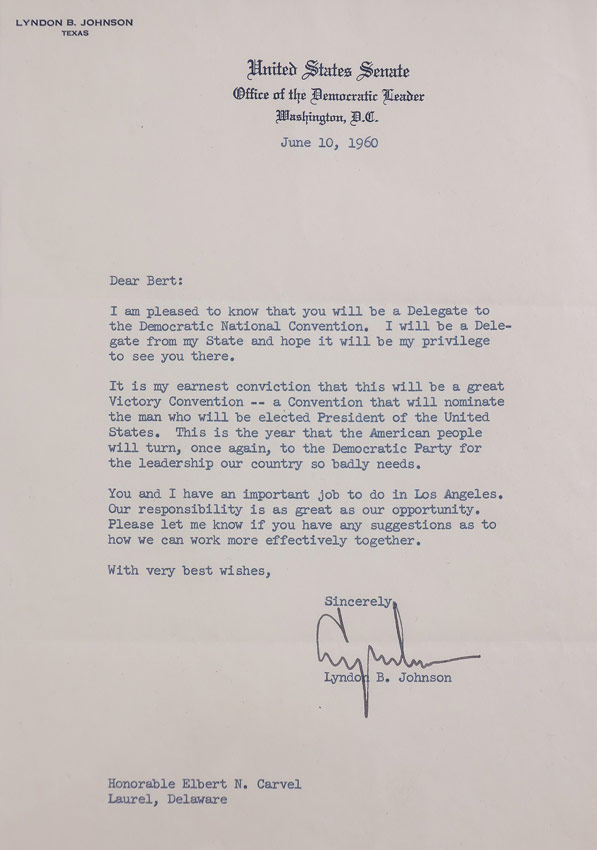 LYNDON B. JOHNSON
TEXAS
United States Senate
Office of the Democratic Leader
Washington, D.C.
June 10, 1960
Dear Bert:
I am pleased to know that you will be a Delegate to
the Democratic National Convention.  I will be a Dele-
gate from my State and hope it will be my privilege
to see you there.
It is my earnest conviction that this will be a great
Victory Convention -- a Convention that will nominate
the man who will be elected President of the United
States.  This is the year that the American people
will turn, once again, to the Democratic Party for
the leadership our country so badly needs.
You and I have an important job to do in Los Angeles.
Our responsibility is as great as our opportunity.
Please let me know if you have any suggestions as to
how we can work more effectively together.
With very best wishes,
Sincerely,
Lyndon
Lyndon B. Johnson
Honorable Elbert N. Carvel
Laurel, Delaware